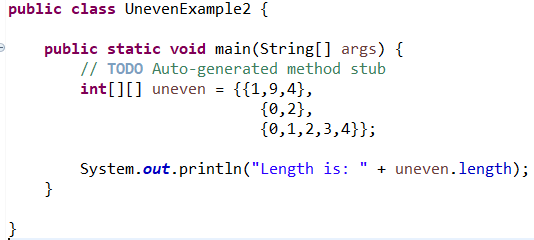 public class UnevenExample2 {
public static void main(String[] args) {
// TODO Auto-generated method stub
int[][] uneven = {{1,9,4},
{0,2},
{0,1,2,3,4}};
System.out.println("Length is: " + uneven.length);
}
}